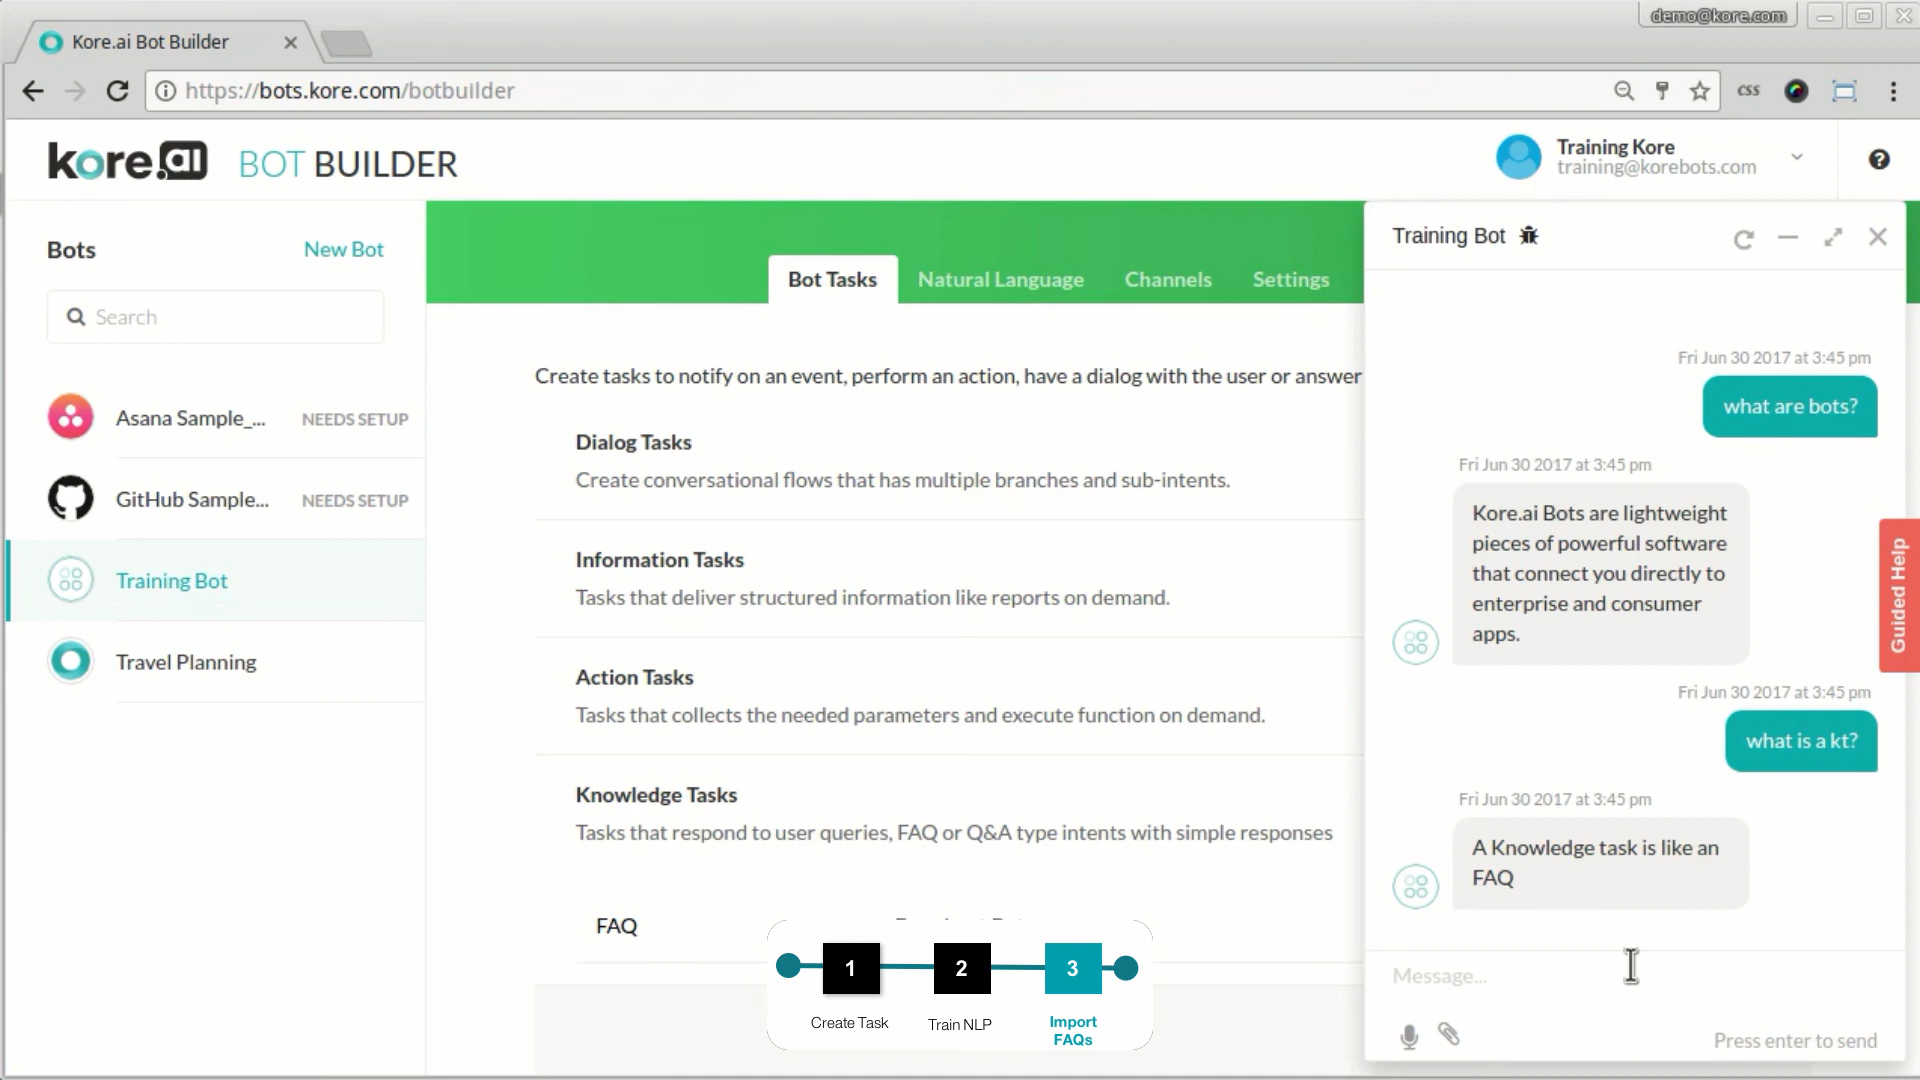 demo@kore.com
Kore.ai Bot Builder
https://bots.kore.com/botbuilder
css
kore.ai BOT BUILDER
Training Kore
training@korebots.com
Bots
New Bot
Search
Asana Sample_...
NEEDS SETUP
GitHub Sample...
NEEDS SETUP
Training Bot
Travel Planning
Bot Tasks
Natural Language
Channels
Settings
Create tasks to notify on an event, perform an action, have a dialog with the user or answer
Dialog Tasks
Create conversational flows that has multiple branches and sub-intents.
Information Tasks
Tasks that deliver structured information like reports on demand.
Action Tasks
Tasks that collects the needed parameters and execute function on demand.
Knowledge Tasks
Tasks that respond to user queries, FAQ or Q&A type intents with simple responses
FAQ
1
2
3
Create Task
Train NLP
Import
FAQs
Training Bot
Fri Jun 30 2017 at 3:45 pm
what are bots?
Fri Jun 30 2017 at 3:45 pm
Kore.ai Bots are lightweight
pieces of powerful software
that connect you directly to
enterprise and consumer
apps.
Fri Jun 30 2017 at 3:45 pm
what is a kt?
Fri Jun 30 2017 at 3:45 pm
A Knowledge task is like an
FAQ
Message...
Press enter to send
Guided Help